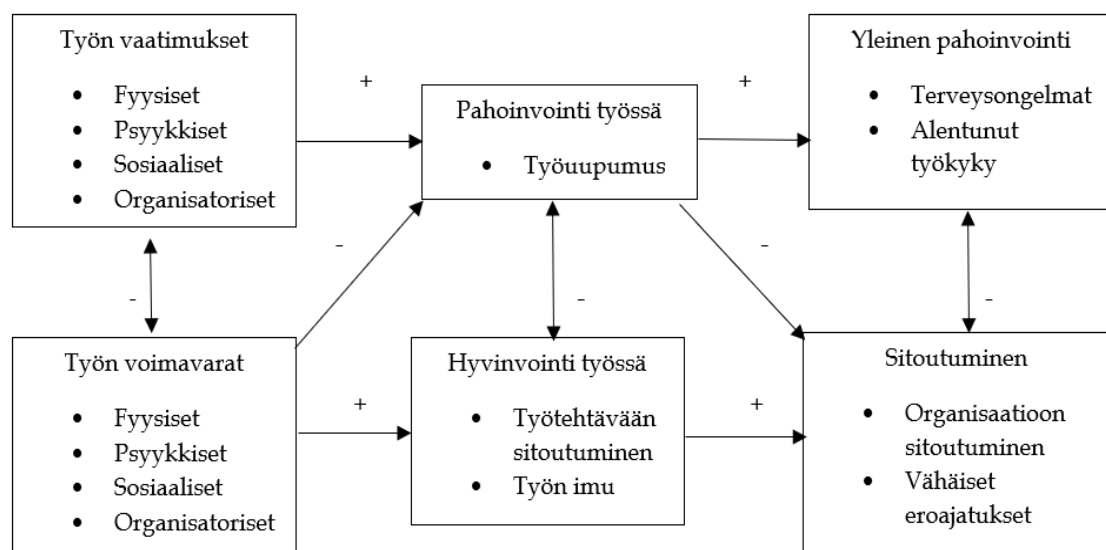 Työn vaatimukset
• Fyysiset
• Psyykkiset
• Sosiaaliset
• Organisatoriset
+
Pahoinvointi työssä
• Työuupumus
+
Yleinen pahoinvointi
• Terveysongelmat
• Alentunut
työkyky
-
-
-
-
-
Työn voimavarat
• Fyysiset
• Psyykkiset
• Sosiaaliset
• Organisatoriset
+
Hyvinvointi työssä
• Työtehtävään
sitoutuminen
• Työn imu
+
Sitoutuminen
• Organisaatioon
sitoutuminen
• Vähäiset
eroajatukset